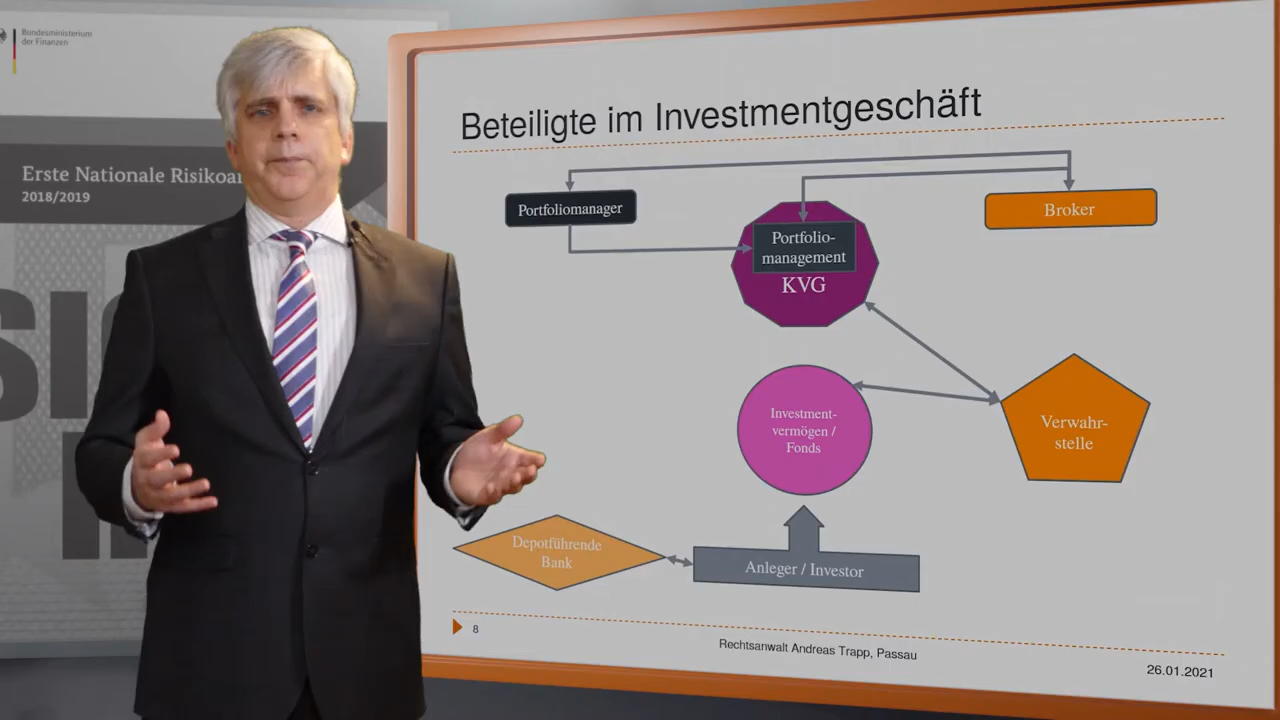 Bundesministerium
der Finanzen
Erste Nationale
2018/2019
Beteiligte im Investmentgeschäft
Portfoliomanager
Broker
Portfolio-
management
KVG
Investment-
vermögen /
Fonds
Verwahr-
stelle
Depotführende
Bank
Anleger / Investor
8
Rechtsanwalt Andreas Trapp, Passau
26.01.2021